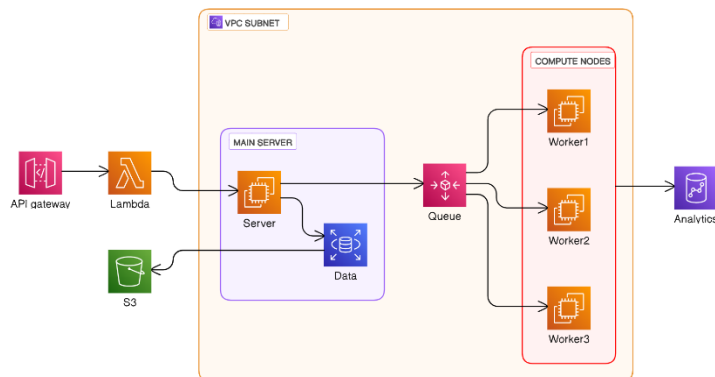 VPC SUBNET
COMPUTE NODES
Worker1
MAIN SERVER
API gateway
Lambda
Server
Queue
Worker2
Analytics
Data
S3
Worker3